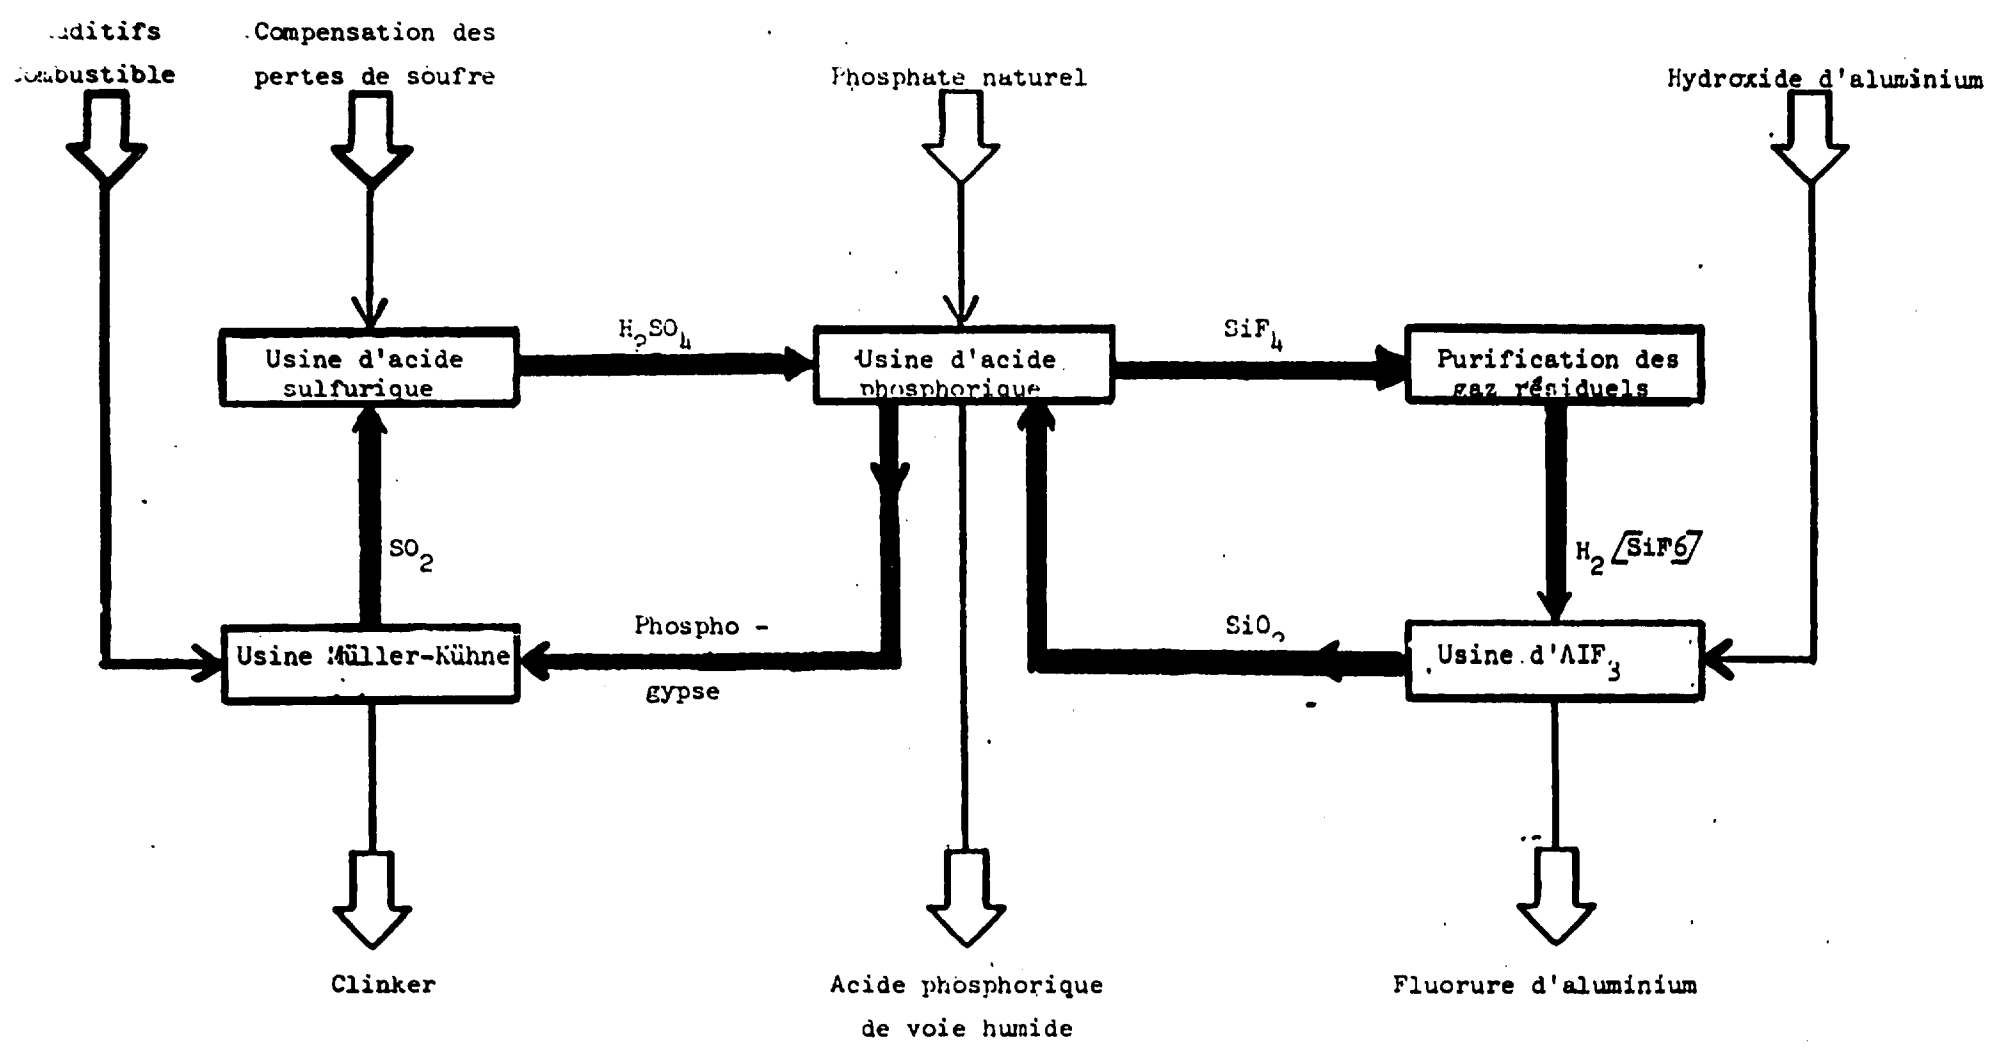 Compensation des
pertes de soufre
Phosphate naturel
Hydroxide d'aluminium
H2SO4
SiF4
Usine d'acide
sulfurique
Usine d'acide
phosphorique
Purification des
gaz résiduels
SO2
H2 [SiF6]
Phospho -
gypse
SiO2
Usine Müller-Kühne
Usine d'AIF3
Clinker
Acide phosphorique
de voie humide
Fluorure d'aluminium